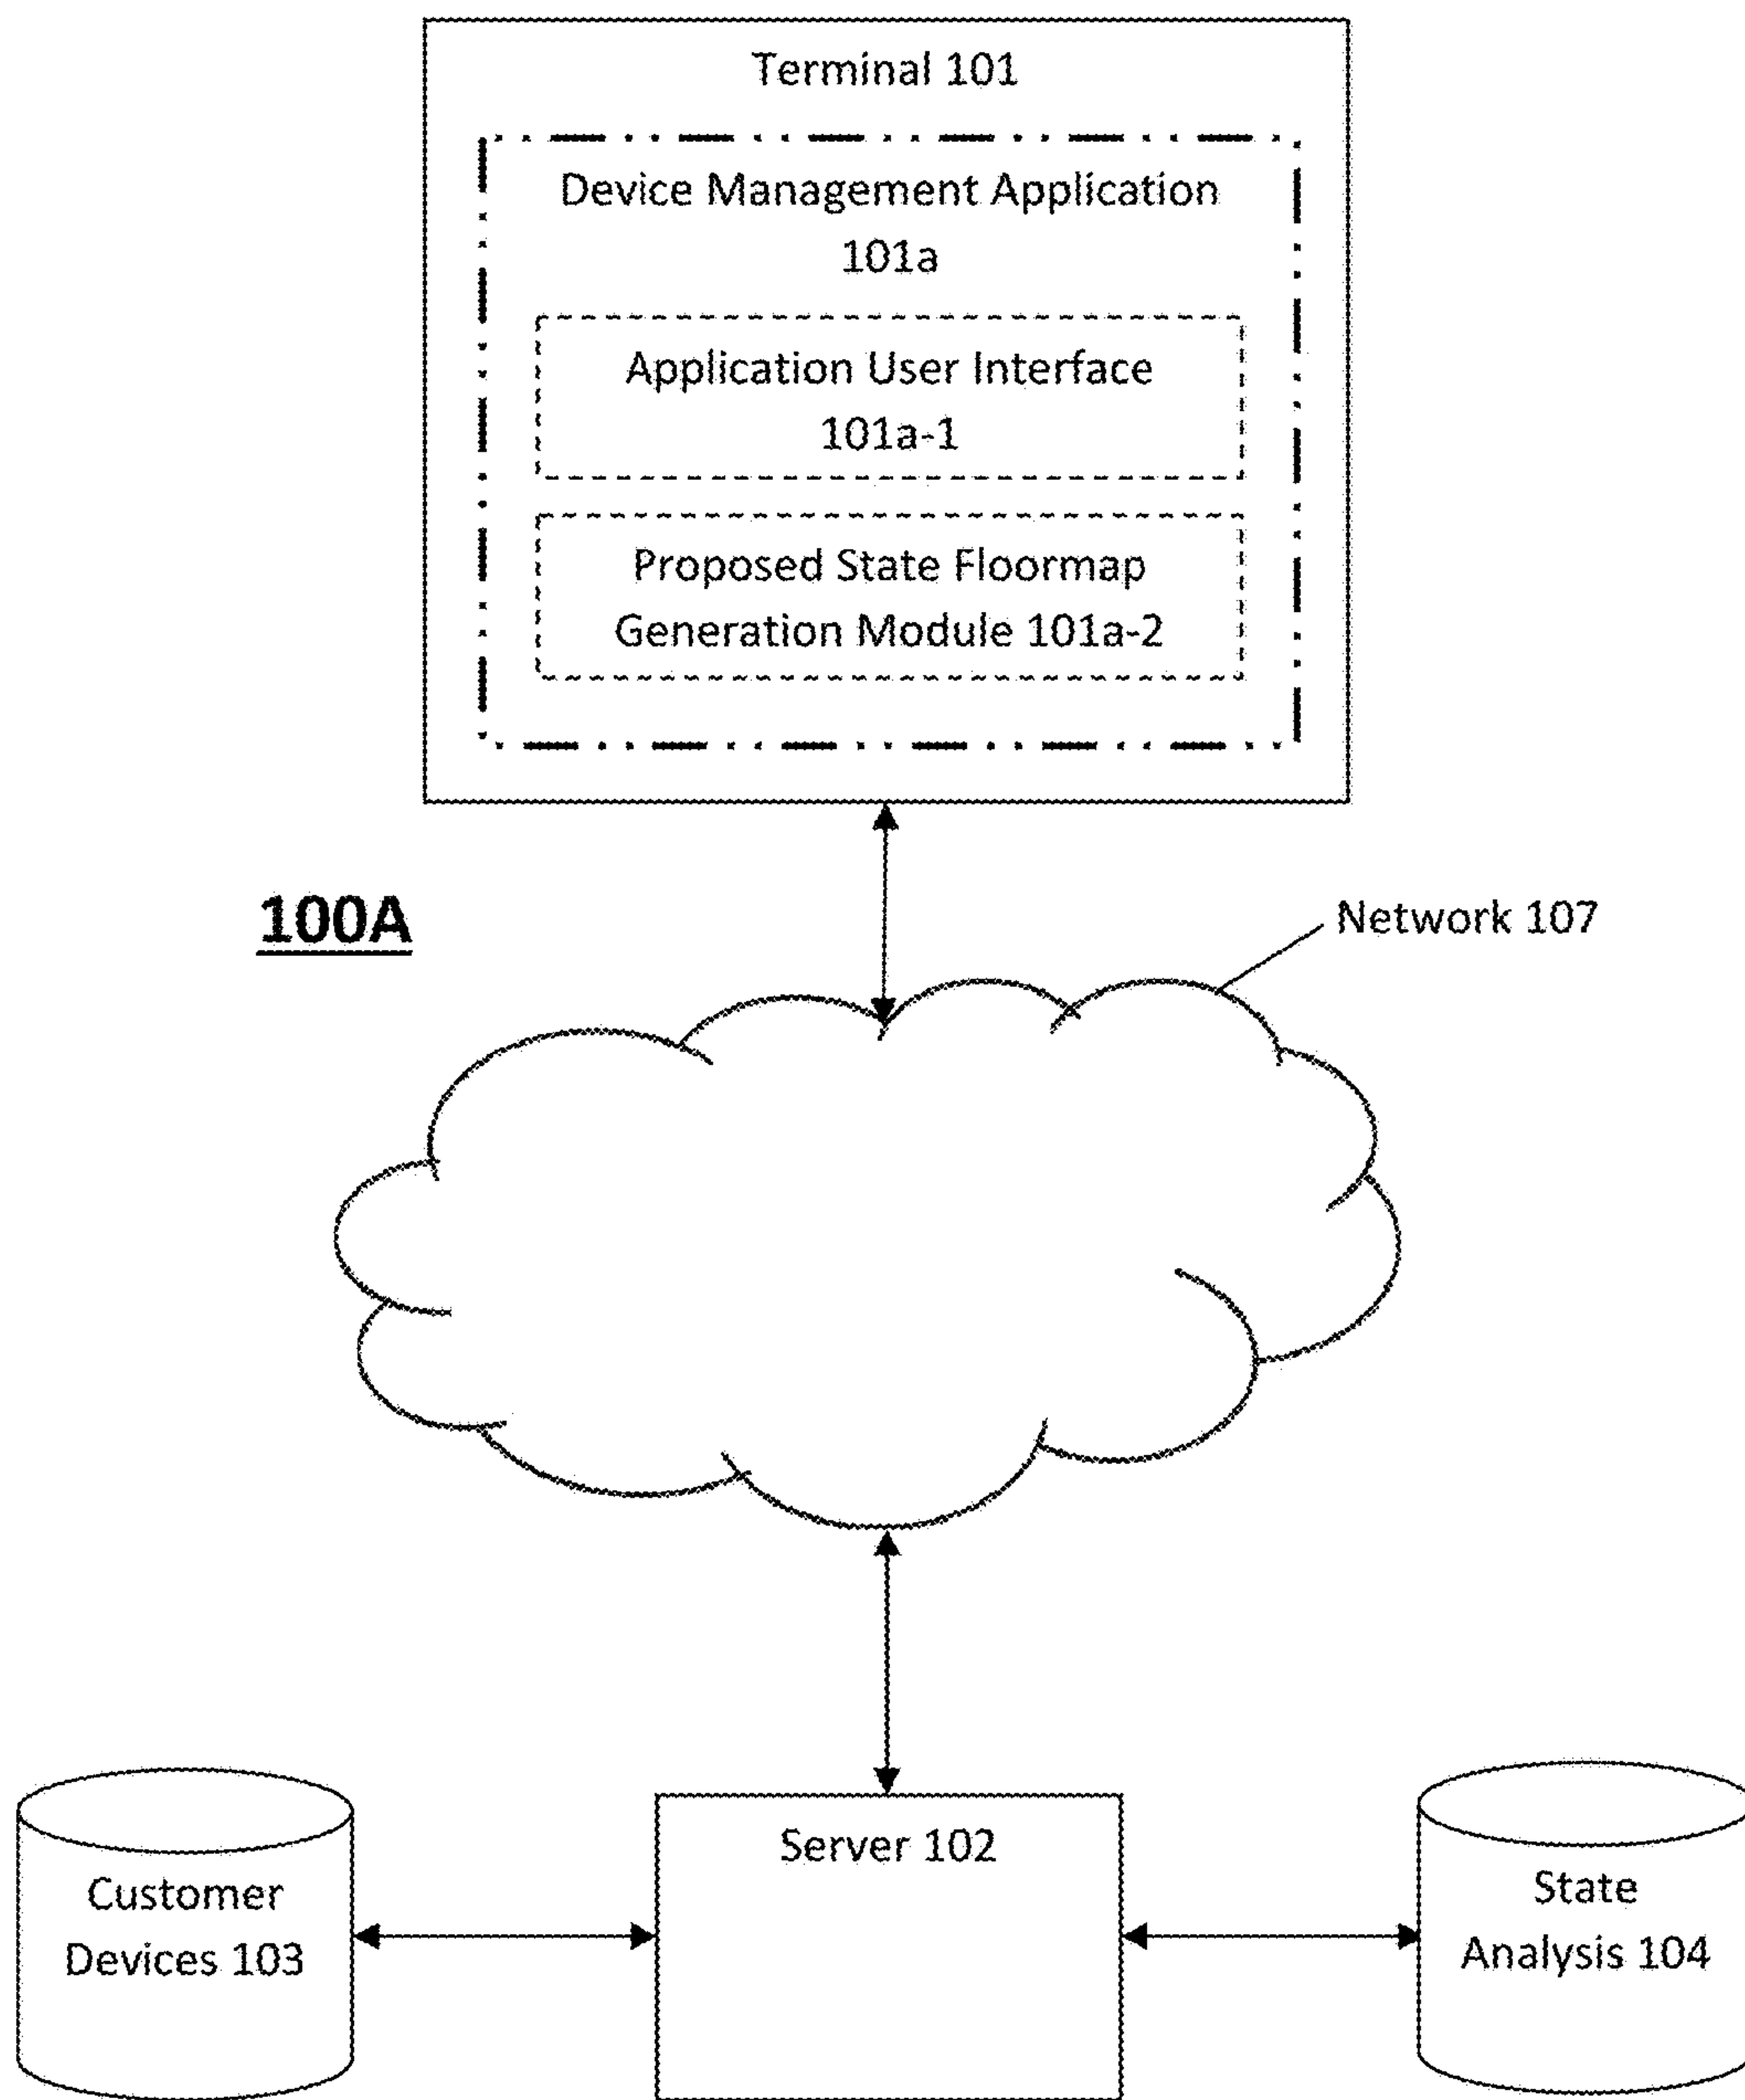 Terminal 101
Device Management Application
101a
Application User Interface
101a-1
Proposed State Floormap
Generation Module 101a-2
100A
Network 107
Server 102
Customer
Devices 103
State
Analysis 104